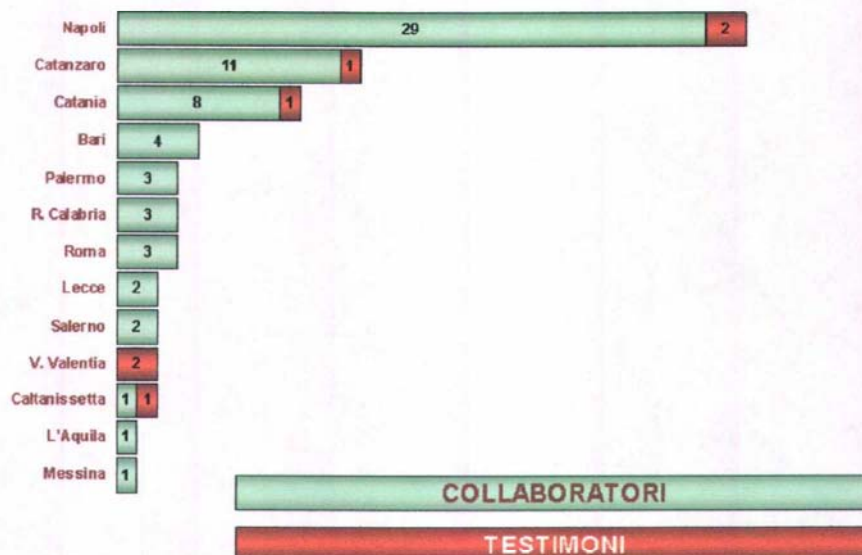 Napoli 29 2
Catanzaro 11 1
Catania 8 1
Bari 4
Palermo 3
R. Calabria 3
Roma 3
Lecce 2
Salerno 2
V. Valentia 2
Caltanissetta 1 1
L'Aquila 1
Messina 1
COLLABORATORI
TESTIMONI